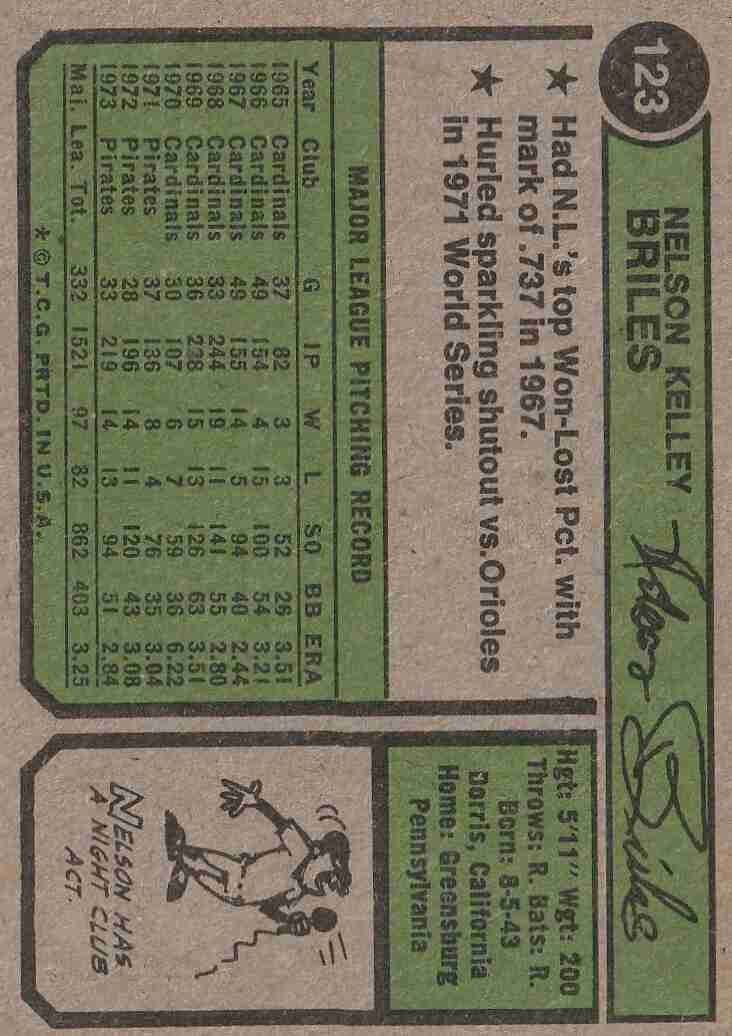 123
NELSON KELLEY
BRILES
Nelson Briles
★ Had N.L.'s top Won-Lost Pct. with
mark of .737 in 1967.
★ Hurled sparkling shutout vs. Orioles
in 1971 World Series.
MAJOR LEAGUE PITCHING RECORD
Year Club G IP W L SO BB ERA
1965 Cardinals 37 82 3 3 52 26 3.51
1966 Cardinals 49 154 4 15 100 54 3.21
1967 Cardinals 49 155 14 5 94 40 2.44
1968 Cardinals 33 244 19 11 141 55 2.80
1969 Cardinals 36 228 15 13 126 63 3.51
1970 Cardinals 30 107 6 7 59 36 6.22
1971 Pirates 37 136 8 4 76 35 3.04
1972 Pirates 28 196 14 11 120 43 3.08
1973 Pirates 33 219 14 13 94 51 2.84
Maj. Lea. Tot. 332 1521 97 82 862 403 3.25
* © T.C.G. PRTD. IN U.S.A.
Hgt: 5'11" Wgt: 200
Throws: R. Bats: R.
Born: 8-5-43
Dorris, California
Home: Greensburg
Pennsylvania
NELSON HAS
A NIGHT CLUB
ACT.